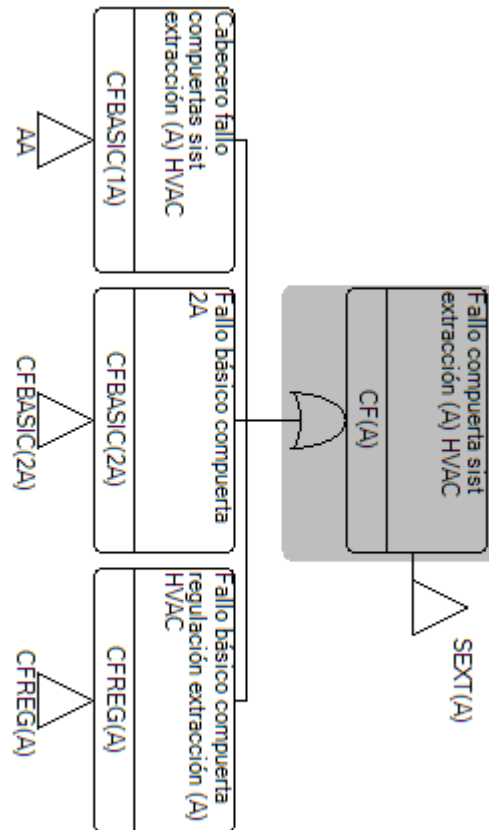 Fallo compuerta sist
extracción (A) HVAC
CF(A)
SEXT(A)
Cabecero fallo
compuertas sist
extracción (A) HVAC
CFBASIC(1A)
AA
Fallo básico compuerta
2A
CFBASIC(2A)
CFBASIC(2A)
Fallo básico compuerta
regulación extracción (A)
HVAC
CFREG(A)
CFREG(A)